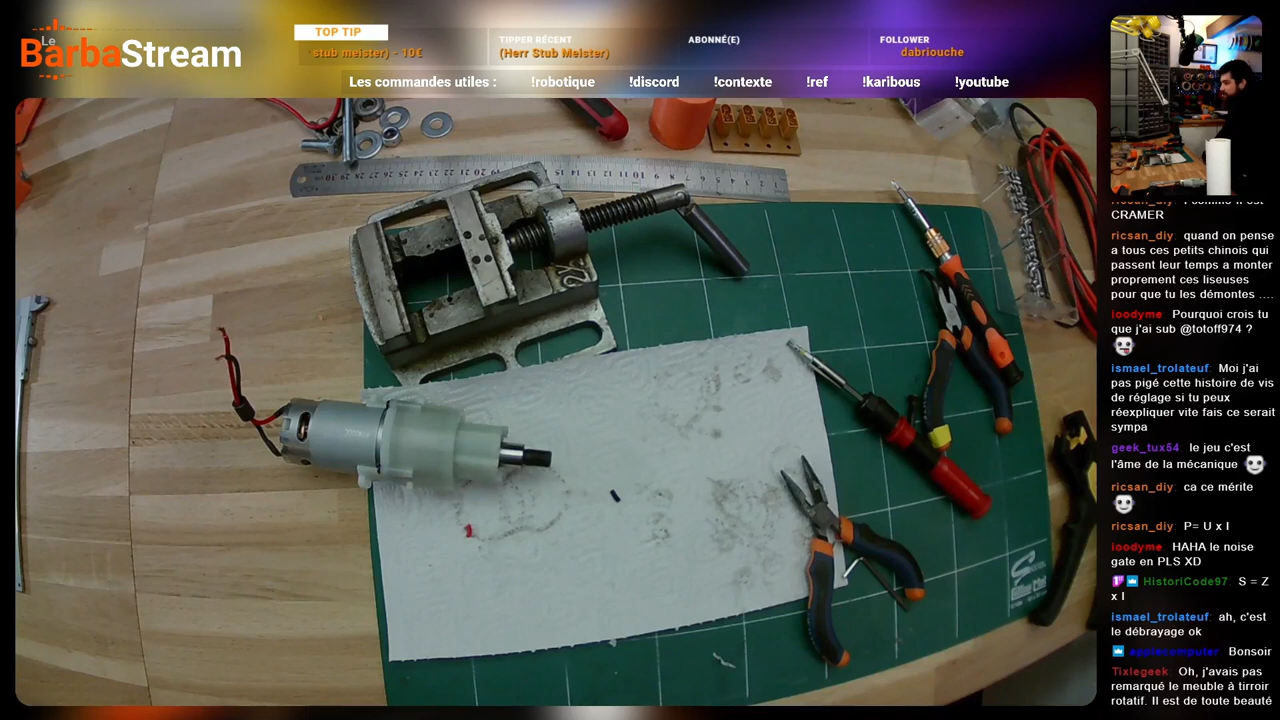 Le
BarbaStream
TOP TIP
stub meister) - 10€
TIPPER RÉCENT
(Herr Stub Meister)
ABONNÉ(E)
FOLLOWER
dabriouche
Les commandes utiles : !robotique !discord !contexte !ref !karibous !youtube
CRAMER
ricsan_diy: quand on pense
a tous ces petits chinois qui
passent leur temps a monter
proprement ces liseuses
pour que tu les démontes ....
ioodyme: Pourquoi crois tu
que j'ai sub @totoff974 ?
ismael_trolateuf: Moi j'ai
pas pigé cette histoire de vis
de réglage si tu peux
réexpliquer vite fais ce serait
sympa
geek_tux54: le jeu c'est
l'âme de la mécanique
ricsan_diy: ca ce mérite
ricsan_diy: P= U x I
ioodyme: HAHA le noise
gate en PLS XD
HistoriCode97: S = Z
x I
ismael_trolateuf: ah, c'est
le débrayage ok
applecomputer: Bonsoir
Tixlegeek: Oh, j'avais pas
remarqué le meuble à tirroir
rotatif. Il est de toute beauté